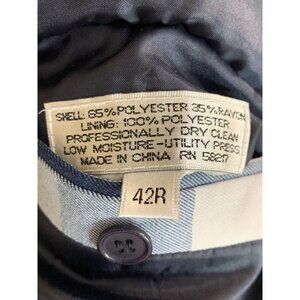 SHELL: 65% POLYESTER 35% RAYON
LINING: 100% POLYESTER
PROFESSIONALLY DRY CLEAN
LOW MOISTURE-UTILITY PRESS
MADE IN CHINA RN 58217
42R